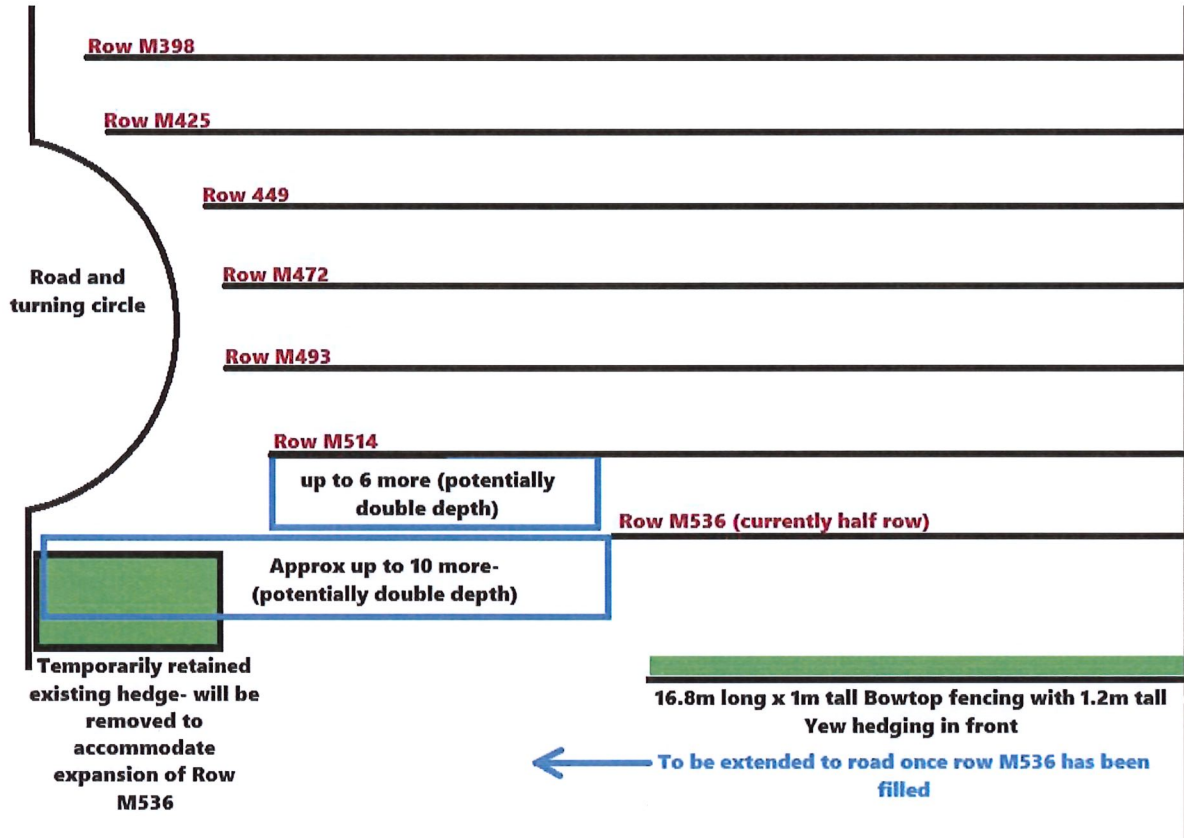 Row M398
Row M425
Row 449
Row M472
Road and
turning circle
Row M493
Row M514
up to 6 more (potentially
double depth)
Row M536 (currently half row)
Approx up to 10 more-
(potentially double depth)
Temporarily retained
existing hedge- will be
removed to
accommodate
expansion of Row
M536
16.8m long x 1m tall Bowtop fencing with 1.2m tall
Yew hedging in front
To be extended to road once row M536 has been
filled